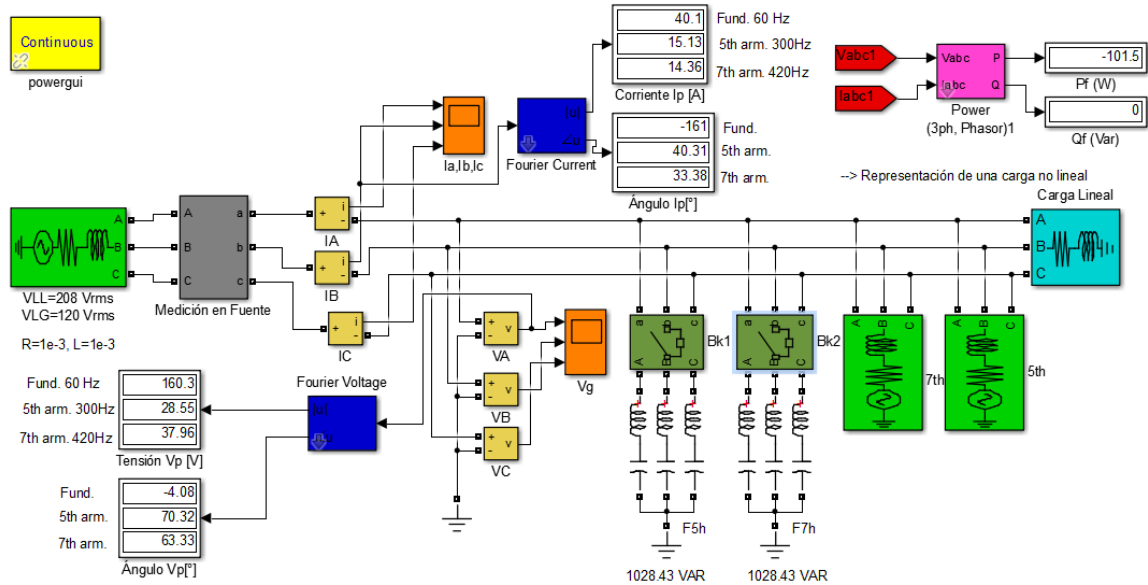 Continuous
powergui
40.1
15.13
14.36
Fund. 60 Hz
5th arm. 300Hz
7th arm. 420Hz
Corriente Ip [A]
Ia,Ib,Ic
|u|
∠u
Fourier Current
-161
40.31
33.38
Fund.
5th arm.
7th arm.
Ángulo Ip[°]
Vabc1
Iabc1
Vabc
Iabc
P
Q
Power
(3ph, Phasor)1
-101.5
Pf (W)
0
Qf (Var)
--> Representación de una carga no lineal
Carga Lineal
A
B
C
A
B
C
VLL=208 Vrms
VLG=120 Vrms
R=1e-3, L=1e-3
A
B
C
a
b
c
Medición en Fuente
+
-
i
IA
+
-
i
IB
+
-
i
IC
+
-
v
VA
+
-
v
VB
+
-
v
VC
Vg
Fund. 60 Hz
5th arm. 300Hz
7th arm. 420Hz
160.3
28.55
37.96
Tensión Vp [V]
|u|
∠u
Fourier Voltage
Fund.
5th arm.
7th arm.
-4.08
70.32
63.33
Ángulo Vp[°]
a
b
c
A
B
C
Bk1
a
b
c
A
B
C
Bk2
A
B
C
7th
A
B
C
5th
F5h
F7h
1028.43 VAR
1028.43 VAR